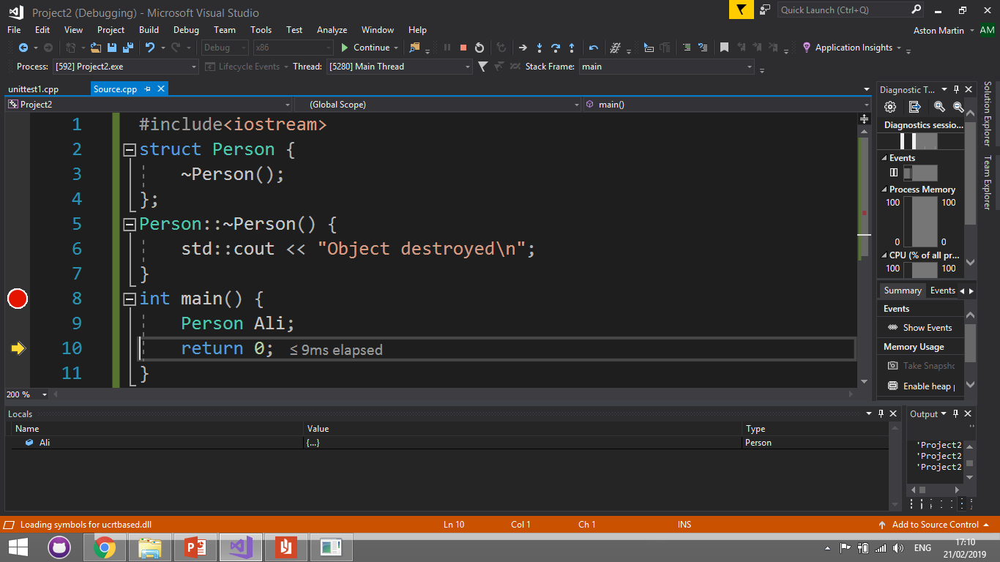 Project2 (Debugging) - Microsoft Visual Studio
Quick Launch (Ctrl+Q)
File Edit View Project Build Debug Team Tools Test Analyze Window Help
Aston Martin AM
Debug x86 Continue Application Insights
Process: [592] Project2.exe Lifecycle Events Thread: [5280] Main Thread Stack Frame: main
unittest1.cpp Source.cpp
Project2 (Global Scope) main()
1 #include<iostream>
2 struct Person {
3 ~Person();
4 };
5 Person::~Person() {
6 std::cout << "Object destroyed\n";
7 }
8 int main() {
9 Person Ali;
10 return 0; ≤ 9ms elapsed
11 }
200 %
Diagnostic T...
Diagnostics sessio...
Events
Process Memory
100 100
0 0
CPU (% of all pr...
100 100
Summary Events
Events
Show Events
Memory Usage
Take Snapshc
Enable heap
Solution Explorer
Team Explorer
Locals
Name Value Type
Ali {...} Person
Output
'Project2
'Project2
'Project2
Loading symbols for ucrtbased.dll Ln 10 Col 1 Ch 1 INS Add to Source Control
ENG
17:10
21/02/2019